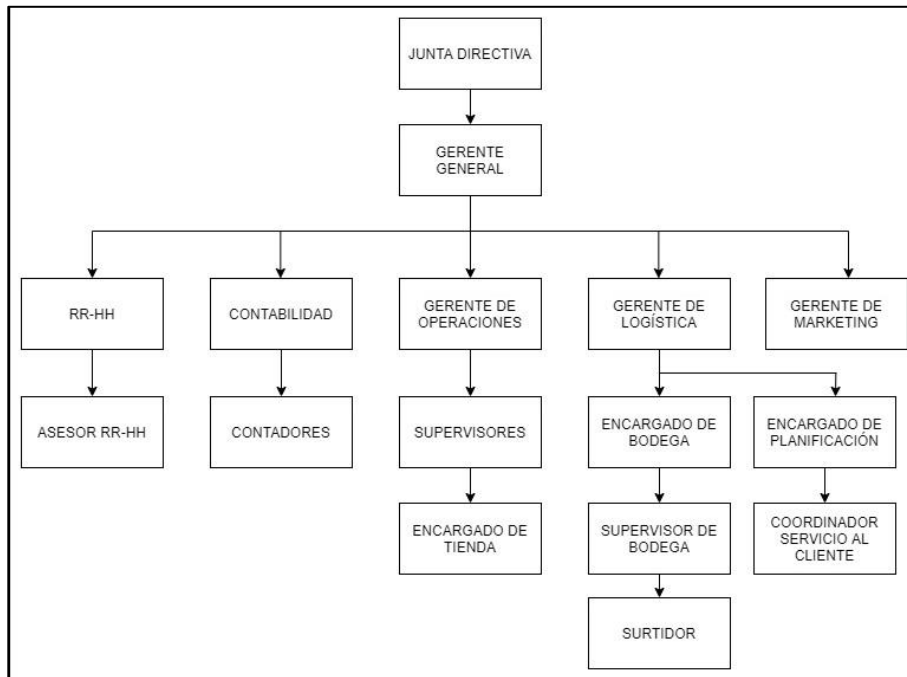 JUNTA DIRECTIVA
GERENTE
GENERAL
RR-HH
CONTABILIDAD
GERENTE DE
OPERACIONES
GERENTE DE
LOGÍSTICA
GERENTE DE
MARKETING
ASESOR RR-HH
CONTADORES
SUPERVISORES
ENCARGADO DE
BODEGA
ENCARGADO DE
PLANIFICACIÓN
ENCARGADO DE
TIENDA
SUPERVISOR DE
BODEGA
COORDINADOR
SERVICIO AL
CLIENTE
SURTIDOR